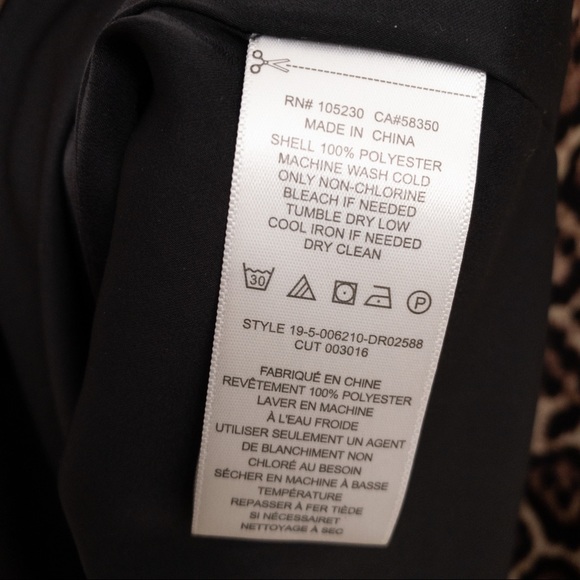 RN# 105230 CA#58350
MADE IN CHINA
SHELL 100% POLYESTER
MACHINE WASH COLD
ONLY NON-CHLORINE
BLEACH IF NEEDED
TUMBLE DRY LOW
COOL IRON IF NEEDED
DRY CLEAN
30 P
STYLE 19-5-006210-DR02588
CUT 003016
FABRIQUÉ EN CHINE
REVÊTEMENT 100% POLYESTER
LAVER EN MACHINE
À L'EAU FROIDE
UTILISER SEULEMENT UN AGENT
DE BLANCHIMENT NON
CHLORÉ AU BESOIN
SÉCHER EN MACHINE À BASSE
TEMPÉRATURE
REPASSER À FER TIÈDE
SI NÉCESSAIRET
NETTOYAGE À SEC